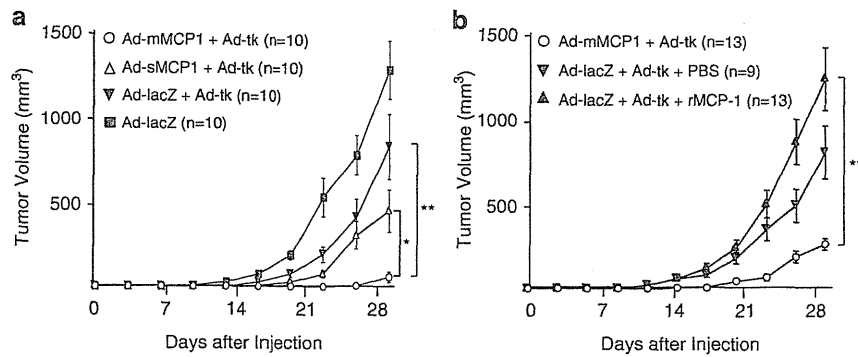 a
Tumor Volume (mm³)
1500
1000
500
Ad-mMCP1 + Ad-tk (n=10)
Ad-sMCP1 + Ad-tk (n=10)
Ad-lacZ + Ad-tk (n=10)
Ad-lacZ (n=10)
*
**
0 7 14 21 28
Days after Injection
b
Tumor Volume (mm³)
1500
1000
500
Ad-mMCP1 + Ad-tk (n=13)
Ad-lacZ + Ad-tk + PBS (n=9)
Ad-lacZ + Ad-tk + rMCP-1 (n=13)
**
0 7 14 21 28
Days after Injection